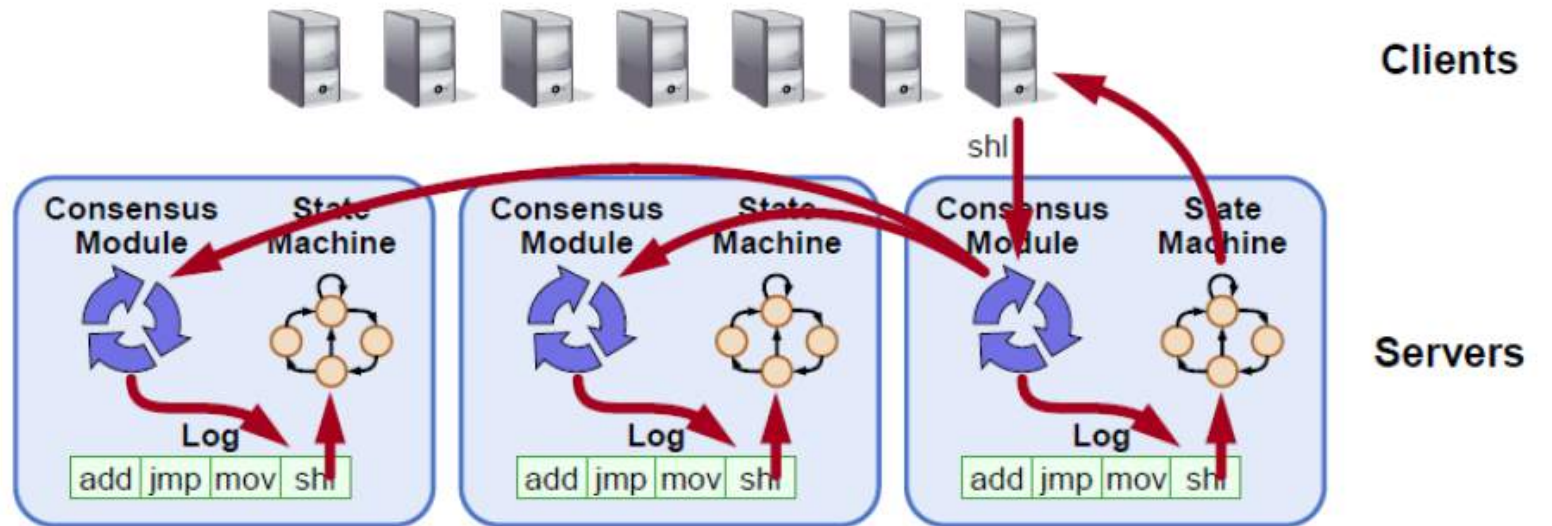 Clients
shl
Consensus Module
State Machine
Consensus Module
State Machine
Consensus Module
State Machine
Servers
Log
add jmp mov shl
Log
add jmp mov shl
Log
add jmp mov shl